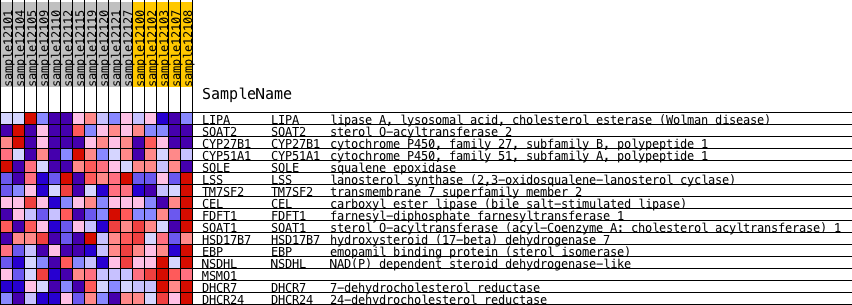 sample12101
sample12104
sample12105
sample12109
sample12110
sample12112
sample12115
sample12119
sample12120
sample12121
sample12127
sample12100
sample12102
sample12103
sample12107
sample12108
SampleName
LIPA LIPA lipase A, lysosomal acid, cholesterol esterase (Wolman disease)
SOAT2 SOAT2 sterol O-acyltransferase 2
CYP27B1 CYP27B1 cytochrome P450, family 27, subfamily B, polypeptide 1
CYP51A1 CYP51A1 cytochrome P450, family 51, subfamily A, polypeptide 1
SQLE SQLE squalene epoxidase
LSS LSS lanosterol synthase (2,3-oxidosqualene-lanosterol cyclase)
TM7SF2 TM7SF2 transmembrane 7 superfamily member 2
CEL CEL carboxyl ester lipase (bile salt-stimulated lipase)
FDFT1 FDFT1 farnesyl-diphosphate farnesyltransferase 1
SOAT1 SOAT1 sterol O-acyltransferase (acyl-Coenzyme A: cholesterol acyltransferase) 1
HSD17B7 HSD17B7 hydroxysteroid (17-beta) dehydrogenase 7
EBP EBP emopamil binding protein (sterol isomerase)
NSDHL NSDHL NAD(P) dependent steroid dehydrogenase-like
MSMO1
DHCR7 DHCR7 7-dehydrocholesterol reductase
DHCR24 DHCR24 24-dehydrocholesterol reductase